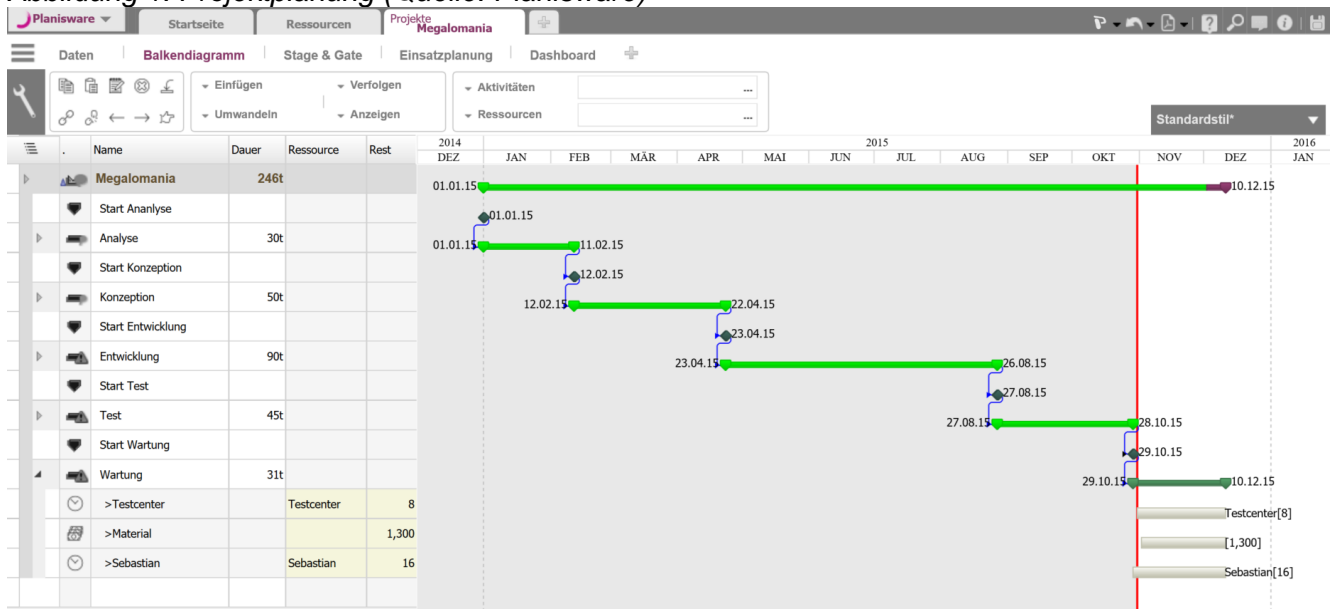 Abbildung Projektplanung (Quelle: Planisware)
Planisware Startseite Ressourcen Projekte
Megalomania
Daten Balkendiagramm Stage & Gate Einsatzplanung Dashboard
Einfügen Verfolgen Aktivitäten ...
Umwandeln Anzeigen Ressourcen ... Standardstil*
2014 2015 2016
. Name Dauer Ressource Rest DEZ JAN FEB MÄR APR MAI JUN JUL AUG SEP OKT NOV DEZ JAN
Megalomania 246t 01.01.15 10.12.15
Start Ananlyse 01.01.15
Analyse 30t 01.01.15 11.02.15
Start Konzeption 12.02.15
Konzeption 50t 12.02.15 22.04.15
Start Entwicklung 23.04.15
Entwicklung 90t 23.04.15 26.08.15
Start Test 27.08.15
Test 45t 27.08.15 28.10.15
Start Wartung 29.10.15
Wartung 31t 29.10.15 10.12.15
>Testcenter Testcenter 8 Testcenter[8]
>Material 1,300 [1,300]
>Sebastian Sebastian 16 Sebastian[16]